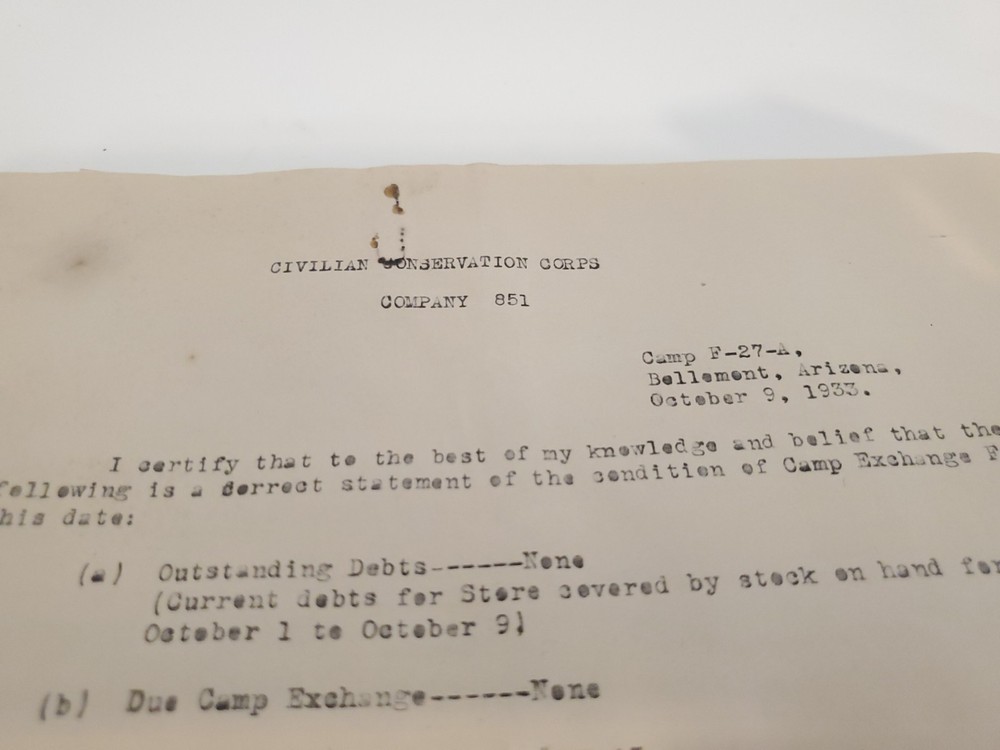 CIVILIAN CONSERVATION CORPS
COMPANY 851
Camp F-27-A,
Bellemont, Arizona,
October 9, 1933.
I certify that to the best of my knowledge and belief that the
following is a correct statement of the condition of Camp Exchange F
his date:
(a) Outstanding Debts------None
(Current debts for Store covered by stock on hand for
October 1 to October 9)
(b) Due Camp Exchange------None